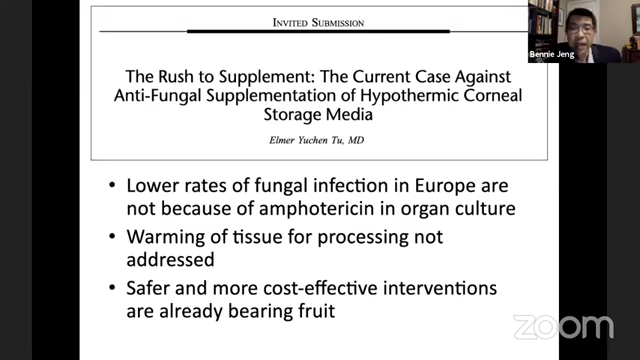 INVITED SUBMISSION
The Rush to Supplement: The Current Case Against
Anti-Fungal Supplementation of Hypothermic Corneal
Storage Media
Elmer Yuchen Tu, MD
Bennie Jeng
• Lower rates of fungal infection in Europe are
not because of amphotericin in organ culture
• Warming of tissue for processing not
addressed
• Safer and more cost-effective interventions
are already bearing fruit
zoom